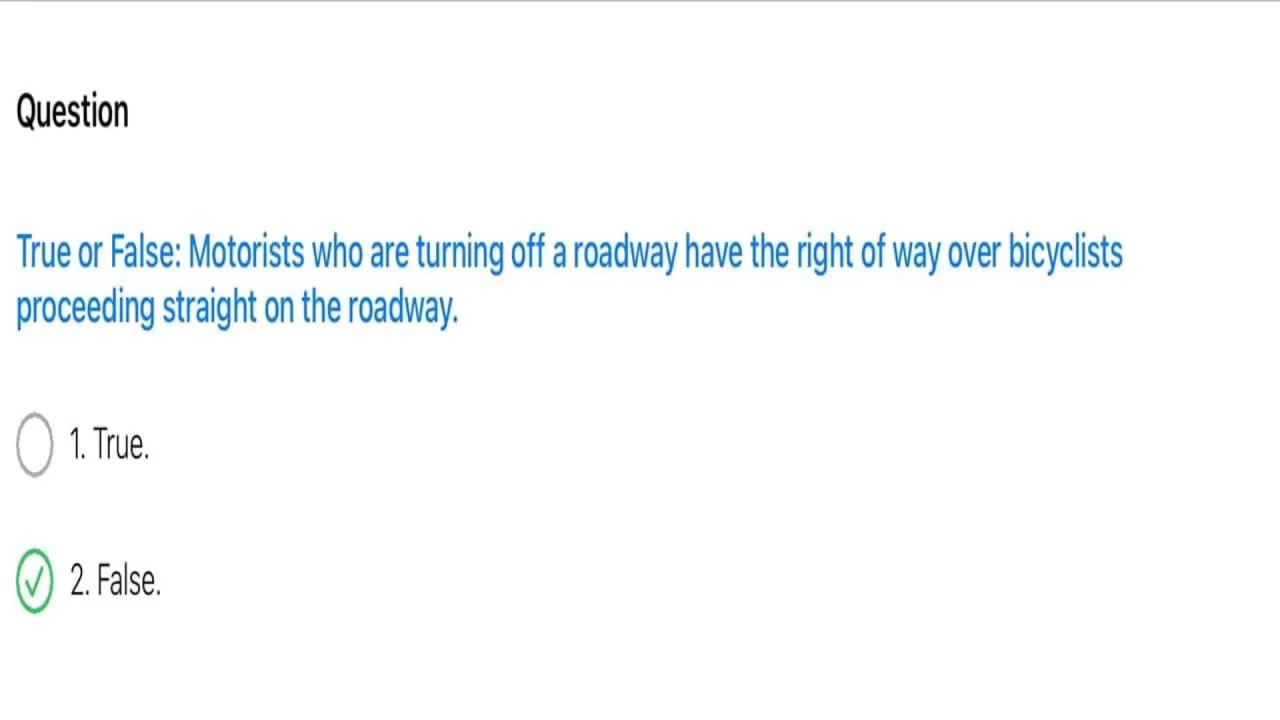 Question
True or False: Motorists who are turning off a roadway have the right of way over bicyclists
proceeding straight on the roadway.
1. True.
2. False.